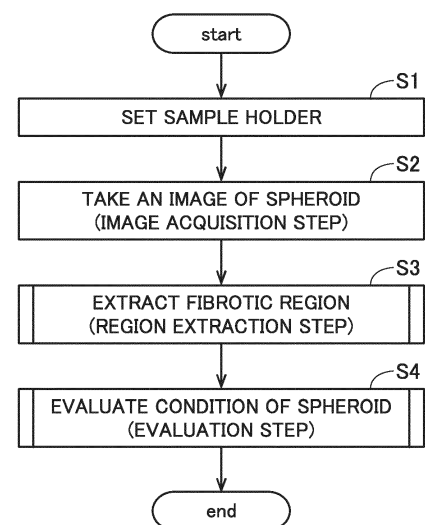 start
S1
SET SAMPLE HOLDER
S2
TAKE AN IMAGE OF SPHEROID
(IMAGE ACQUISITION STEP)
S3
EXTRACT FIBROTIC REGION
(REGION EXTRACTION STEP)
S4
EVALUATE CONDITION OF SPHEROID
(EVALUATION STEP)
end